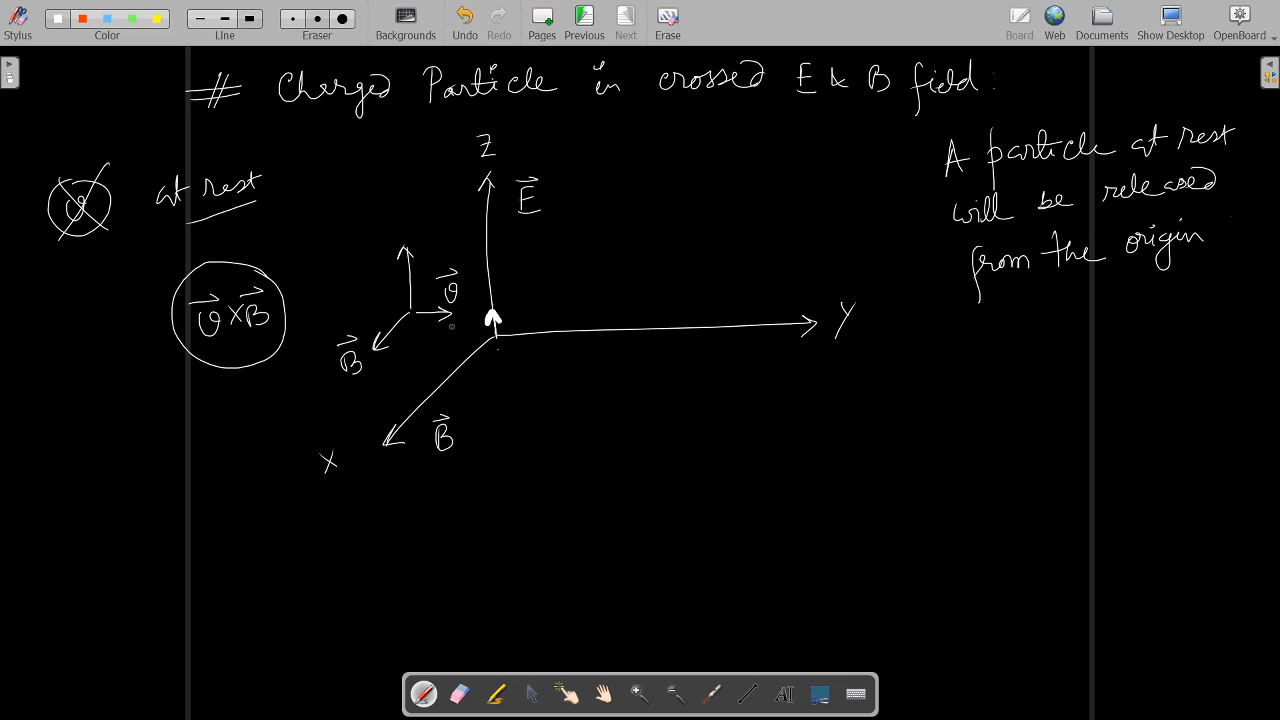 Stylus Color Line Eraser Backgrounds Undo Redo Pages Previous Next Erase Board Web Documents Show Desktop OpenBoard
# Charged Particle in crossed E & B field:
A particle at rest
will be released
from the origin
v at rest
Z
E
v × B
v
B
Y
B
X
AI